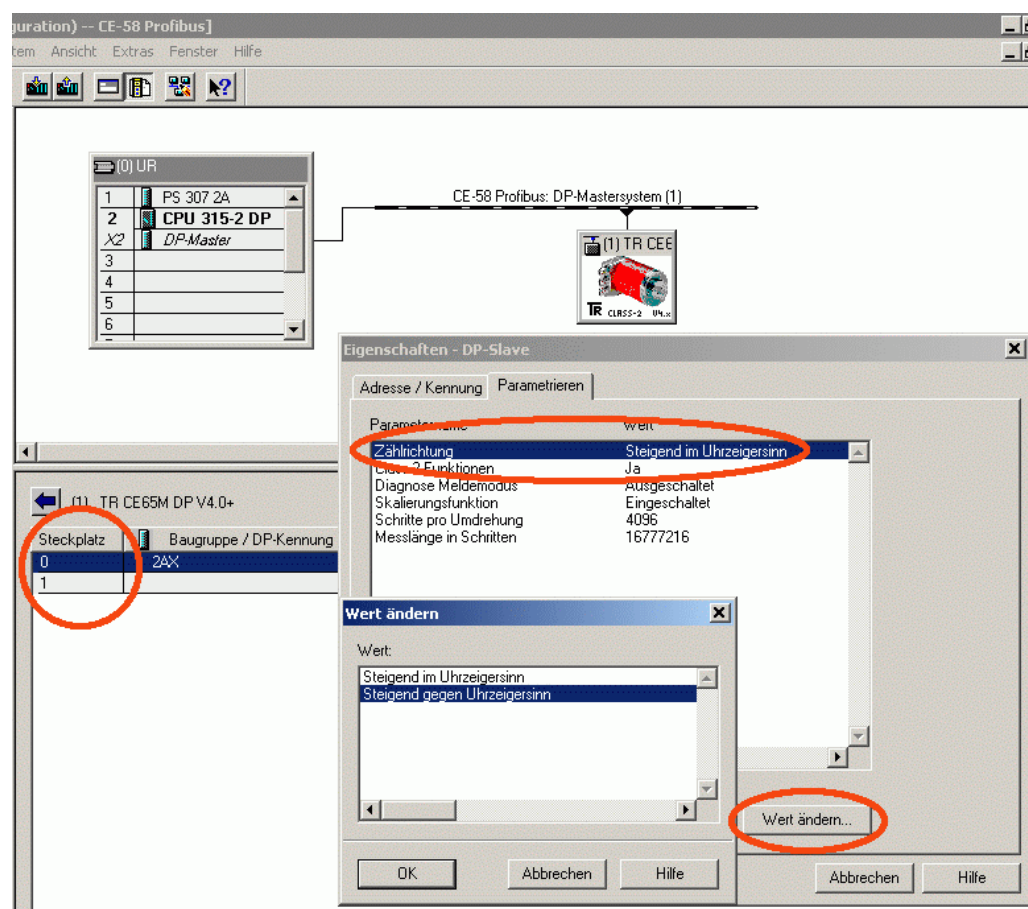 guration) -- CE-58 Profibus]
tem Ansicht Extras Fenster Hilfe
(0) UR
1 PS 307 2A
2 CPU 315-2 DP
X2 DP-Master
3
4
5
6
CE-58 Profibus: DP-Mastersystem (1)
(1) TR CE6
TR CLASS-2 V4.x
Eigenschaften - DP-Slave
Adresse / Kennung Parametrieren
Parametername Wert
Zählrichtung Steigend im Uhrzeigersinn
Class 2 Funktionen Ja
Diagnose Meldemodus Ausgeschaltet
Skalierungsfunktion Eingeschaltet
Schritte pro Umdrehung 4096
Messlänge in Schritten 16777216
(1) TR CE65M DP V4.0+
Steckplatz Baugruppe / DP-Kennung
0 2AX
1
Wert ändern
Wert:
Steigend im Uhrzeigersinn
Steigend gegen Uhrzeigersinn
Wert ändern...
OK Abbrechen Hilfe
Abbrechen Hilfe